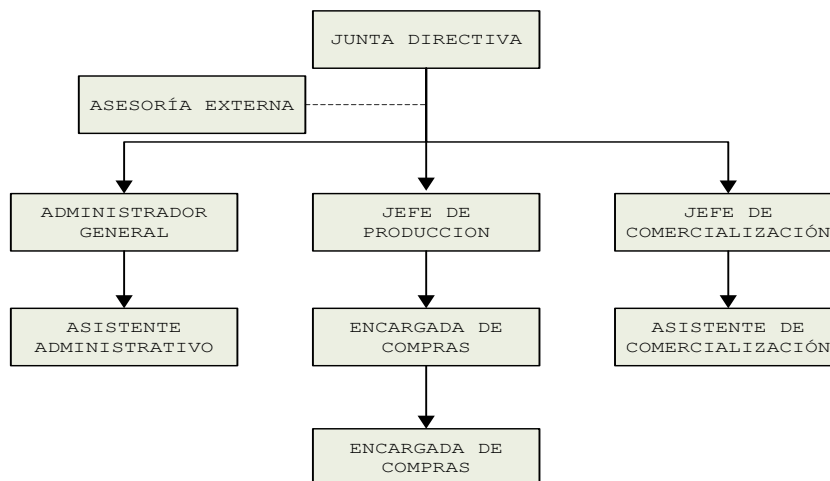 JUNTA DIRECTIVA
ASESORÍA EXTERNA
ADMINISTRADOR
GENERAL
JEFE DE
PRODUCCION
JEFE DE
COMERCIALIZACIÓN
ASISTENTE
ADMINISTRATIVO
ENCARGADA DE
COMPRAS
ASISTENTE DE
COMERCIALIZACIÓN
ENCARGADA DE
COMPRAS